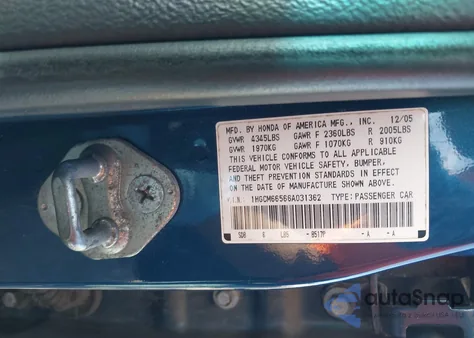 MFD. BY HONDA OF AMERICA MFG., INC. 12/05
GVWR 4345LBS GAWR F 2360LBS R 2005LBS
GVWR 1970KG GAWR F 1070KG R 910KG
THIS VEHICLE CONFORMS TO ALL APPLICABLE
FEDERAL MOTOR VEHICLE SAFETY, BUMPER,
AND THEFT PREVENTION STANDARDS IN EFFECT
ON THE DATE OF MANUFACTURE SHOWN ABOVE.
V.I.N. 1HGCM66566A031362 TYPE: PASSENGER CAR
autoSnap